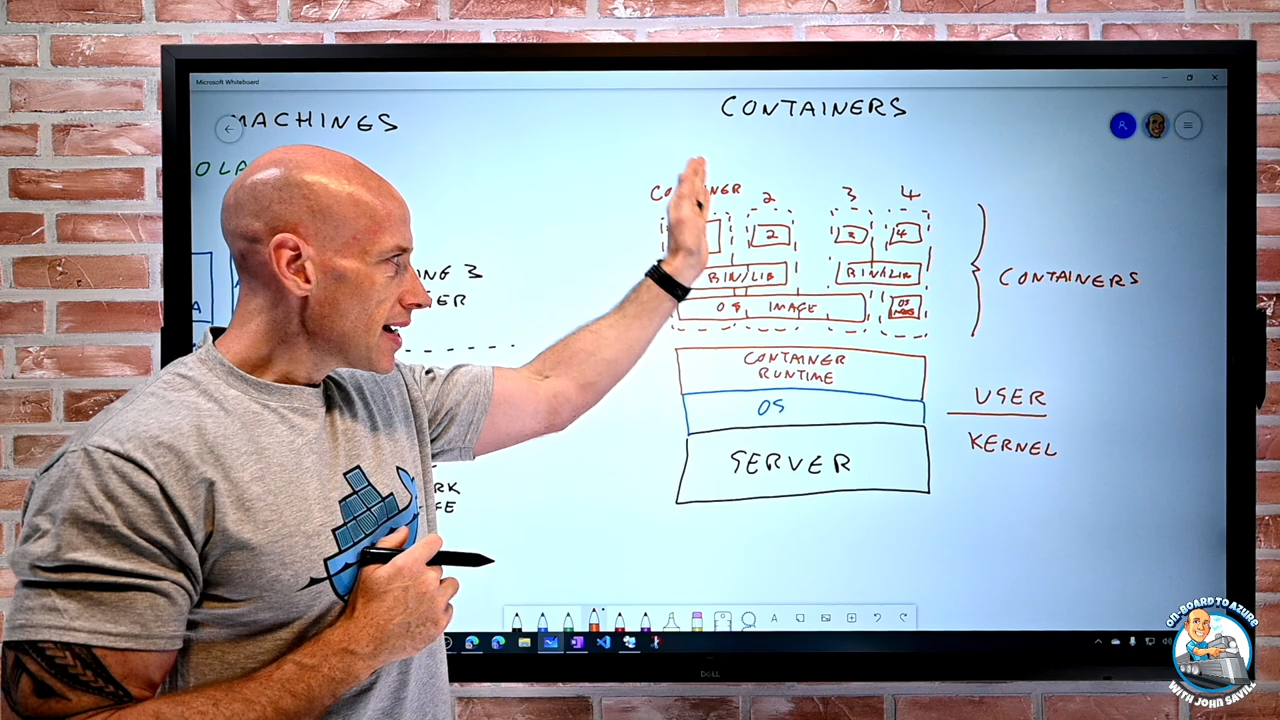 Microsoft Whiteboard
MACHINES
CONTAINERS
2
3
4
2
4
BIN/LIB
BIN/LIB
OS IMAGE
OS
CONTAINERS
CONTAINER
RUNTIME
OS
SERVER
USER
KERNEL
3
DELL
ON-BOARD TO AZURE
WITH JOHN SAVILL